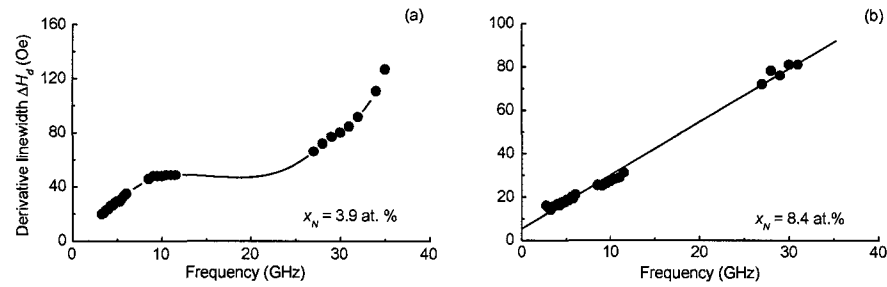 (a)
160
120
80
40
0
Derivative linewidth ΔH_d (Oe)
x_N = 3.9 at. %
0 10 20 30 40
Frequency (GHz)
(b)
100
80
60
40
20
0
x_N = 8.4 at.%
0 10 20 30 40
Frequency (GHz)